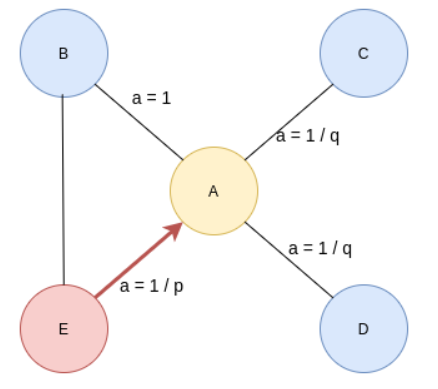 B
C
a = 1
a = 1 / q
A
a = 1 / q
a = 1 / p
E
D